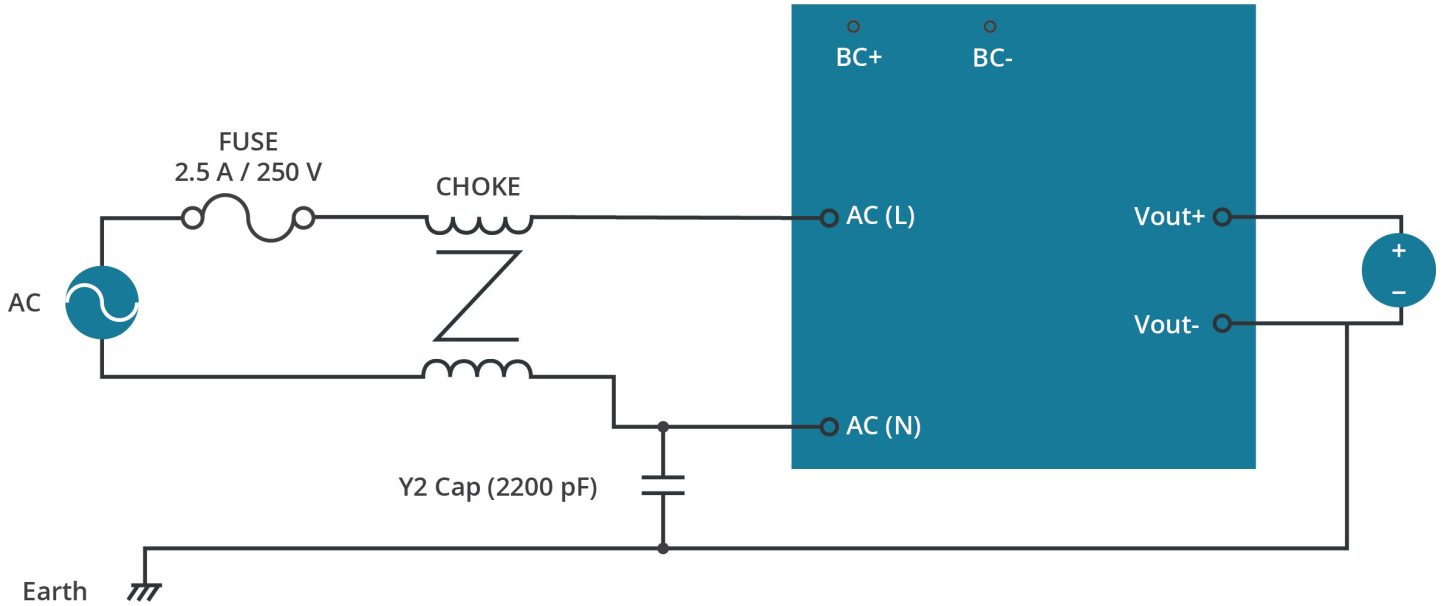 BC+
BC-
FUSE
2.5 A / 250 V
CHOKE
AC (L)
Vout+
+
–
AC
Vout-
AC (N)
Y2 Cap (2200 pF)
Earth